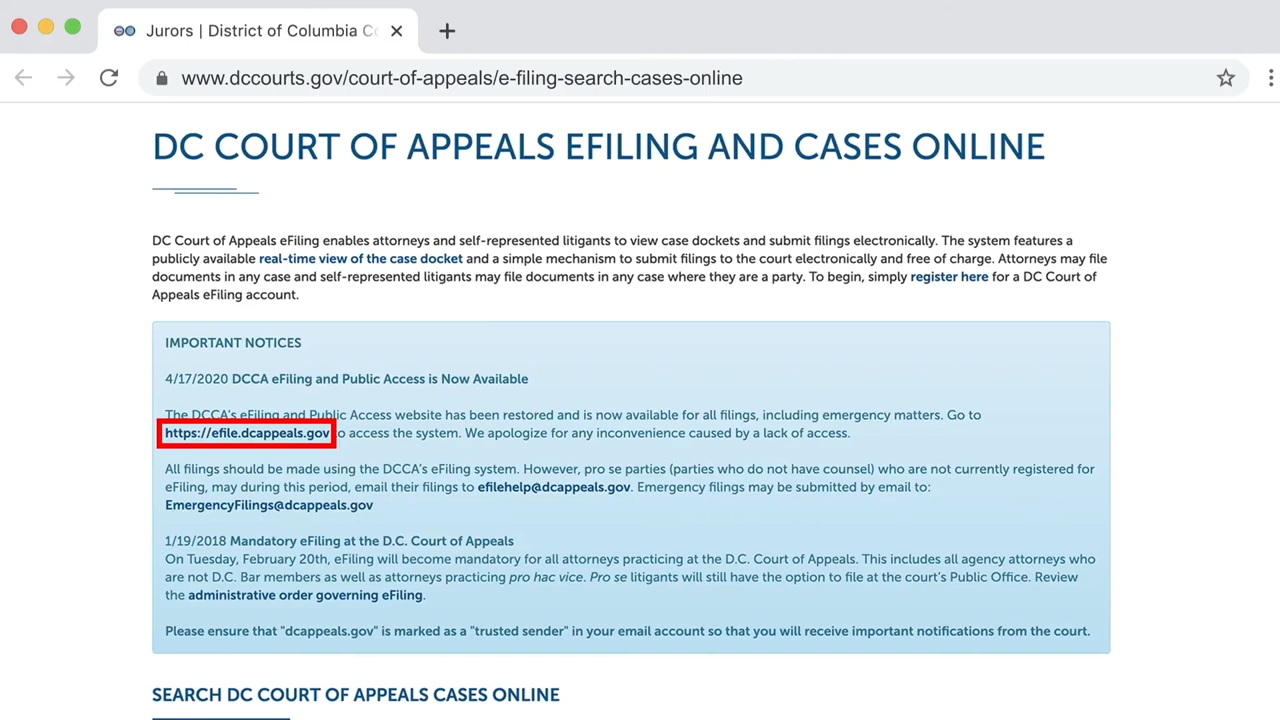 Jurors | District of Columbia C
www.dccourts.gov/court-of-appeals/e-filing-search-cases-online
DC COURT OF APPEALS EFILING AND CASES ONLINE
DC Court of Appeals eFiling enables attorneys and self-represented litigants to view case dockets and submit filings electronically. The system features a
publicly available real-time view of the case docket and a simple mechanism to submit filings to the court electronically and free of charge. Attorneys may file
documents in any case and self-represented litigants may file documents in any case where they are a party. To begin, simply register here for a DC Court of
Appeals eFiling account.
IMPORTANT NOTICES
4/17/2020 DCCA eFiling and Public Access is Now Available
The DCCA's eFiling and Public Access website has been restored and is now available for all filings, including emergency matters. Go to
https://efile.dcappeals.gov to access the system. We apologize for any inconvenience caused by a lack of access.
All filings should be made using the DCCA's eFiling system. However, pro se parties (parties who do not have counsel) who are not currently registered for
eFiling, may during this period, email their filings to efilehelp@dcappeals.gov. Emergency filings may be submitted by email to:
EmergencyFilings@dcappeals.gov
1/19/2018 Mandatory eFiling at the D.C. Court of Appeals
On Tuesday, February 20th, eFiling will become mandatory for all attorneys practicing at the D.C. Court of Appeals. This includes all agency attorneys who
are not D.C. Bar members as well as attorneys practicing pro hac vice. Pro se litigants will still have the option to file at the court's Public Office. Review
the administrative order governing eFiling.
Please ensure that "dcappeals.gov" is marked as a "trusted sender" in your email account so that you will receive important notifications from the court.
SEARCH DC COURT OF APPEALS CASES ONLINE